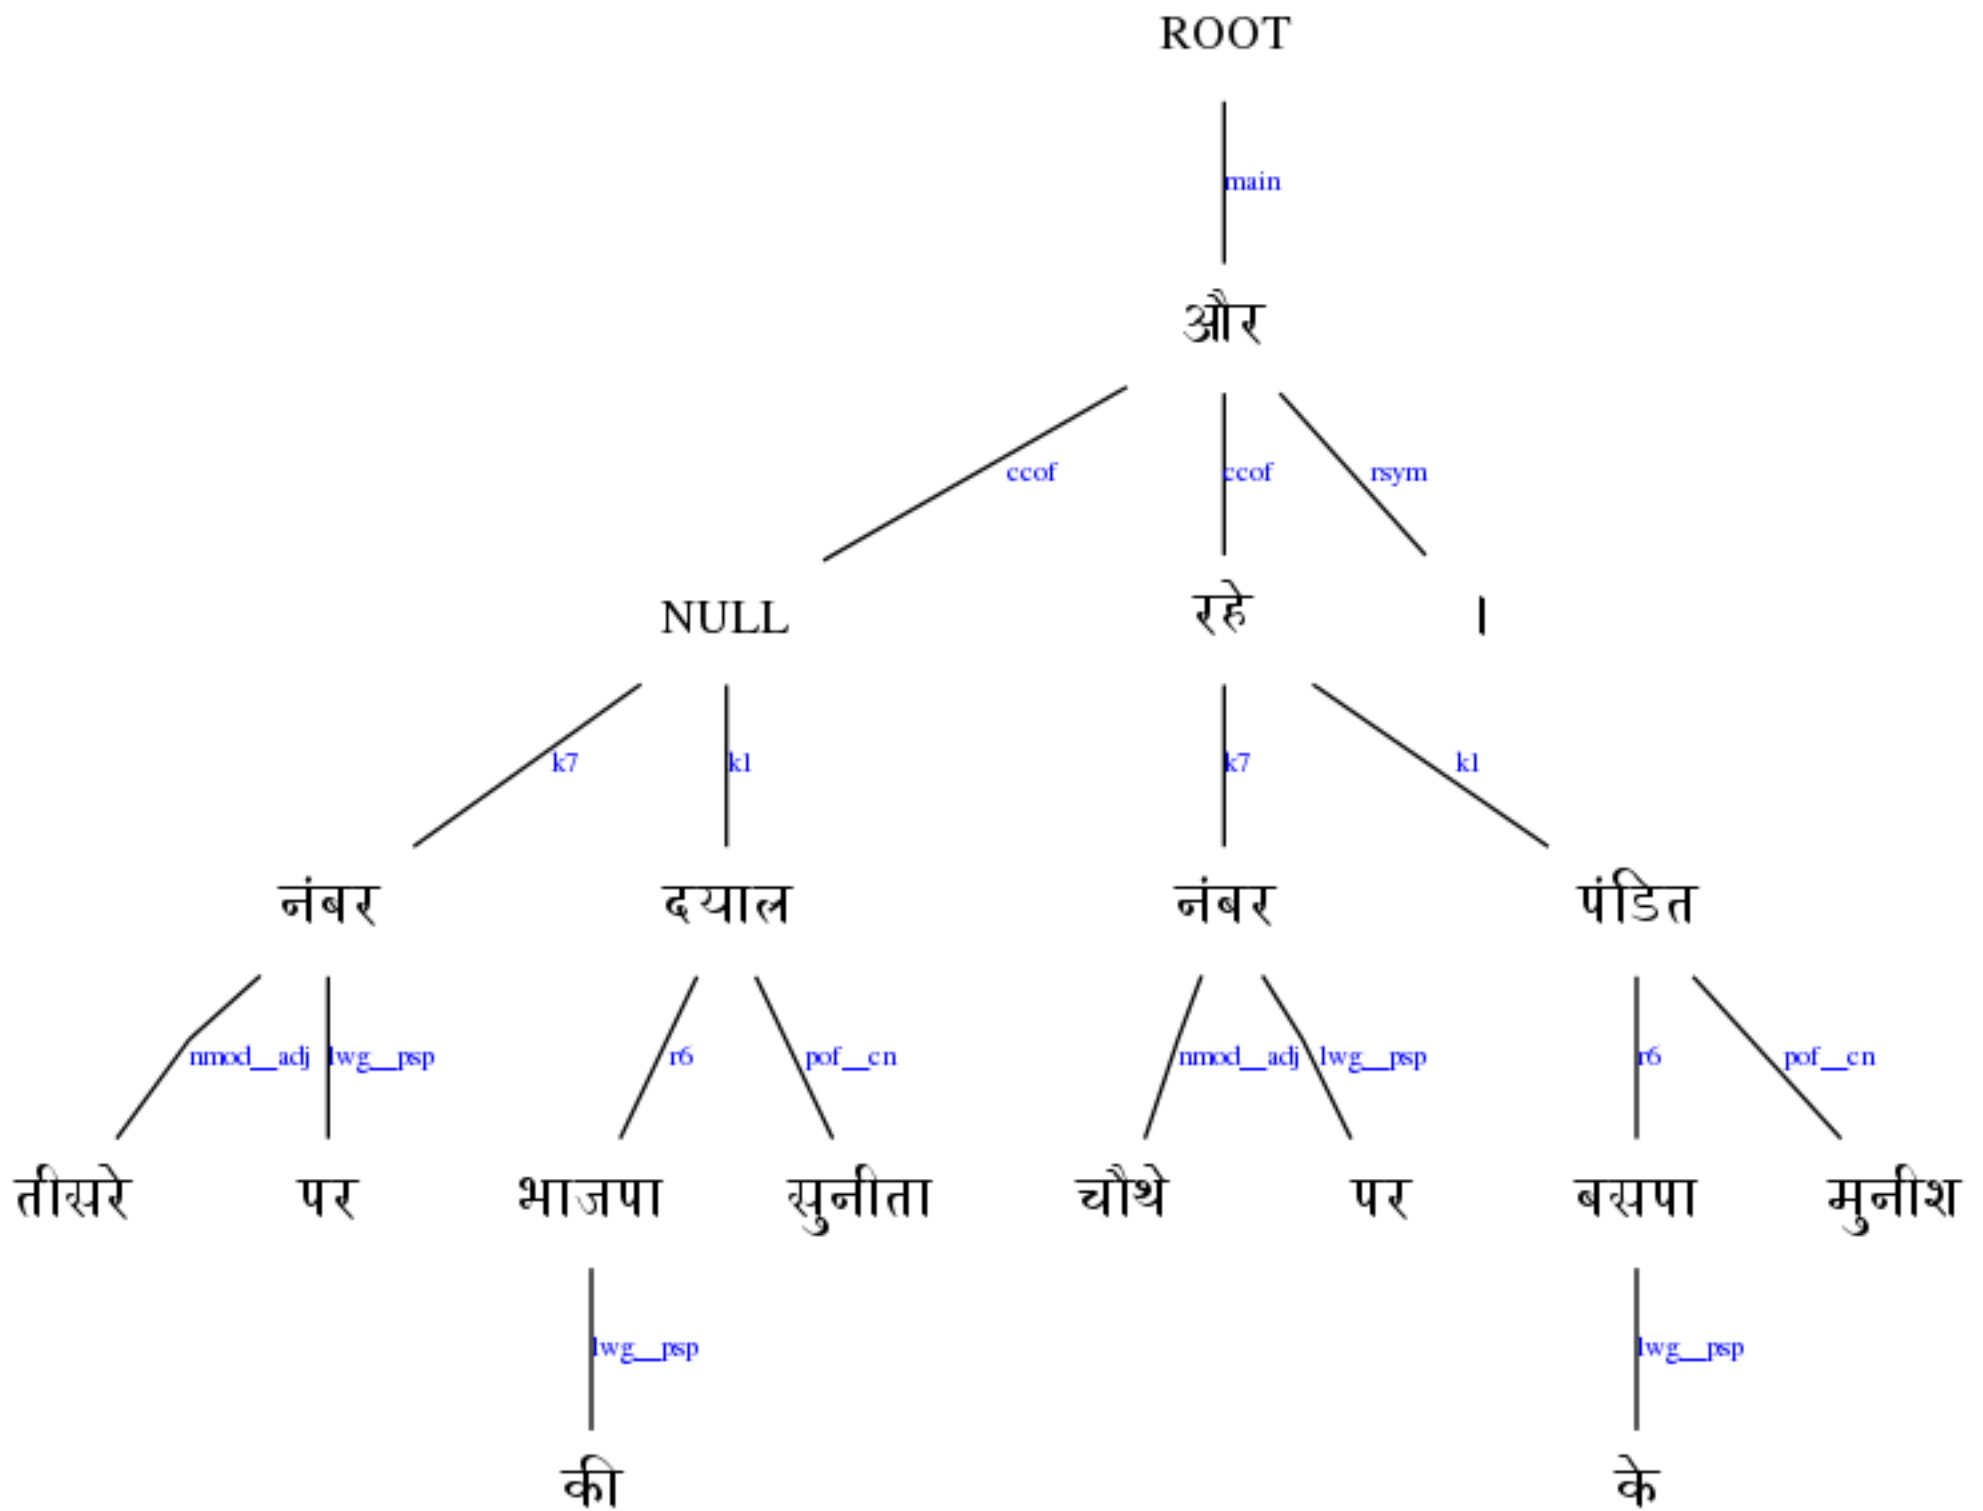 ROOT
main
और
ccof ccof rsym
NULL रहे ।
k7 k1 k7 k1
नंबर दयाल नंबर पंडित
nmod__adj lwg__psp r6 pof__cn nmod__adj lwg__psp r6 pof__cn
तीसरे पर भाजपा सुनीता चौथे पर बसपा मुनीश
lwg__psp lwg__psp
की के